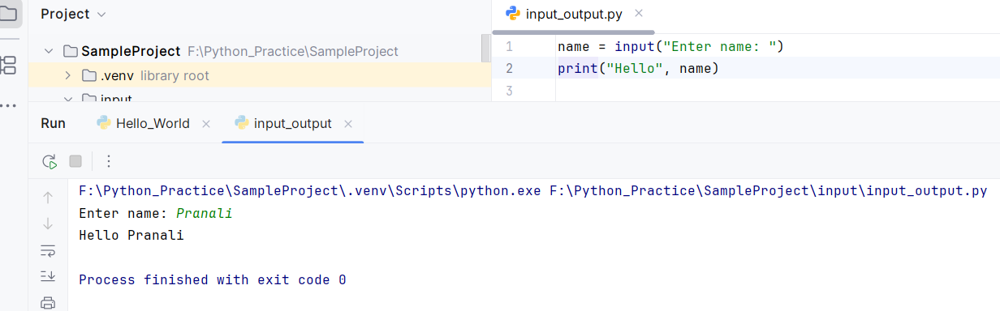 Project
SampleProject F:\Python_Practice\SampleProject
.venv library root
input
input_output.py
1 name = input("Enter name: ")
2 print("Hello", name)
3
Run Hello_World input_output
F:\Python_Practice\SampleProject\.venv\Scripts\python.exe F:\Python_Practice\SampleProject\input\input_output.py
Enter name: Pranali
Hello Pranali
Process finished with exit code 0